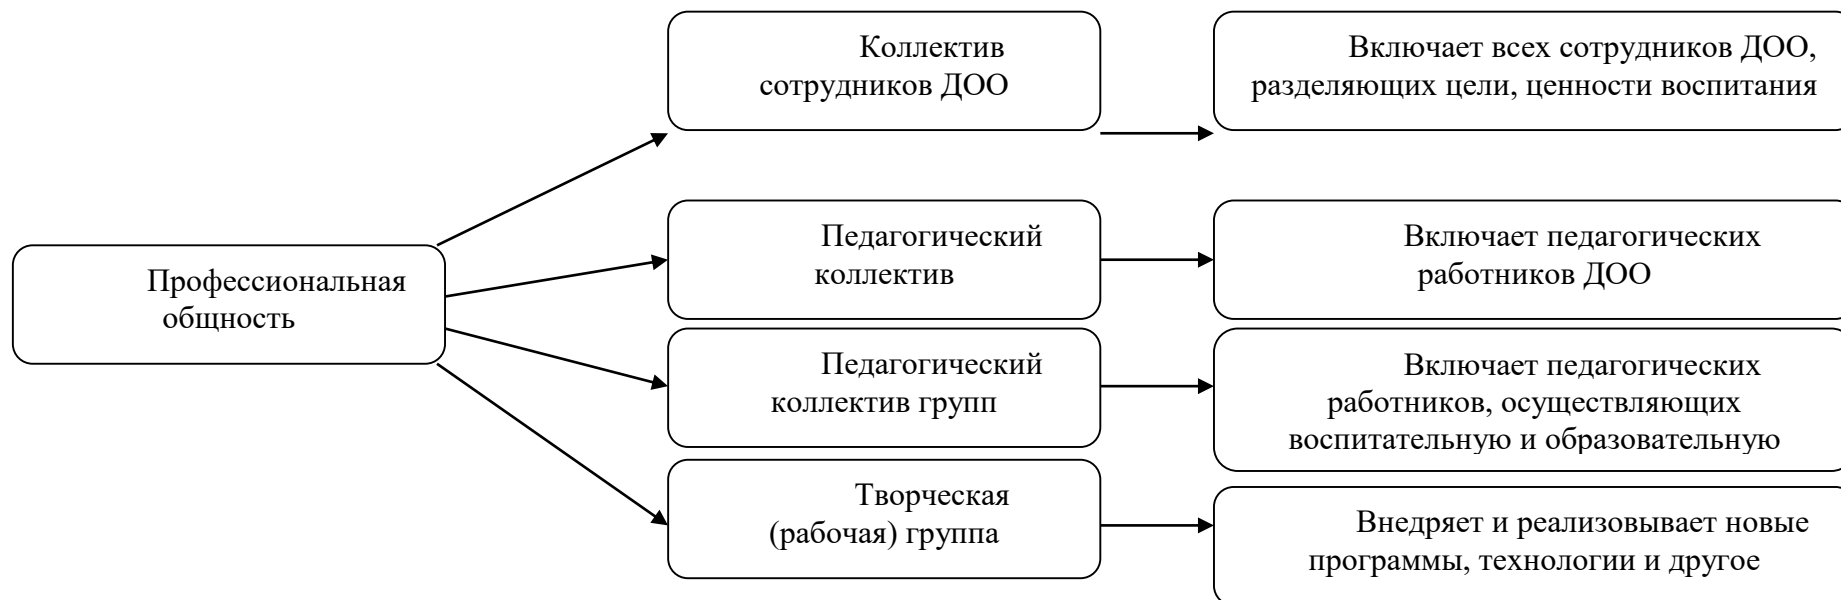 Коллектив
сотрудников ДОО
Включает всех сотрудников ДОО,
разделяющих цели, ценности воспитания
Профессиональная
общность
Педагогический
коллектив
Включает педагогических
работников ДОО
Педагогический
коллектив групп
Включает педагогических
работников, осуществляющих
воспитательную и образовательную
Творческая
(рабочая) группа
Внедряет и реализовывает новые
программы, технологии и другое